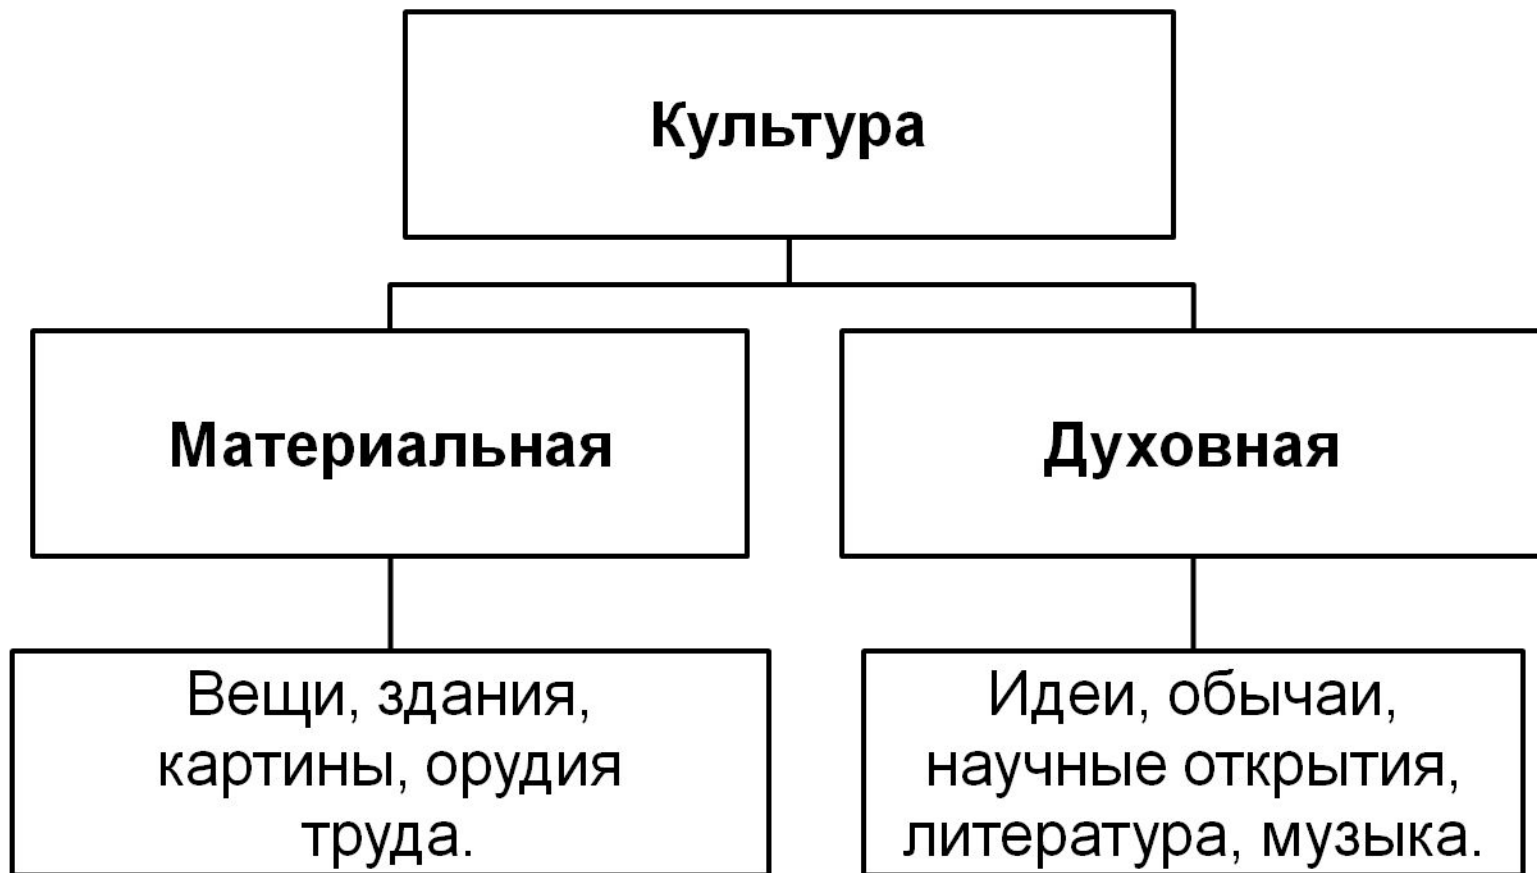 Культура
Материальная
Духовная
Вещи, здания,
картины, орудия
труда.
Идеи, обычаи,
научные открытия,
литература, музыка.